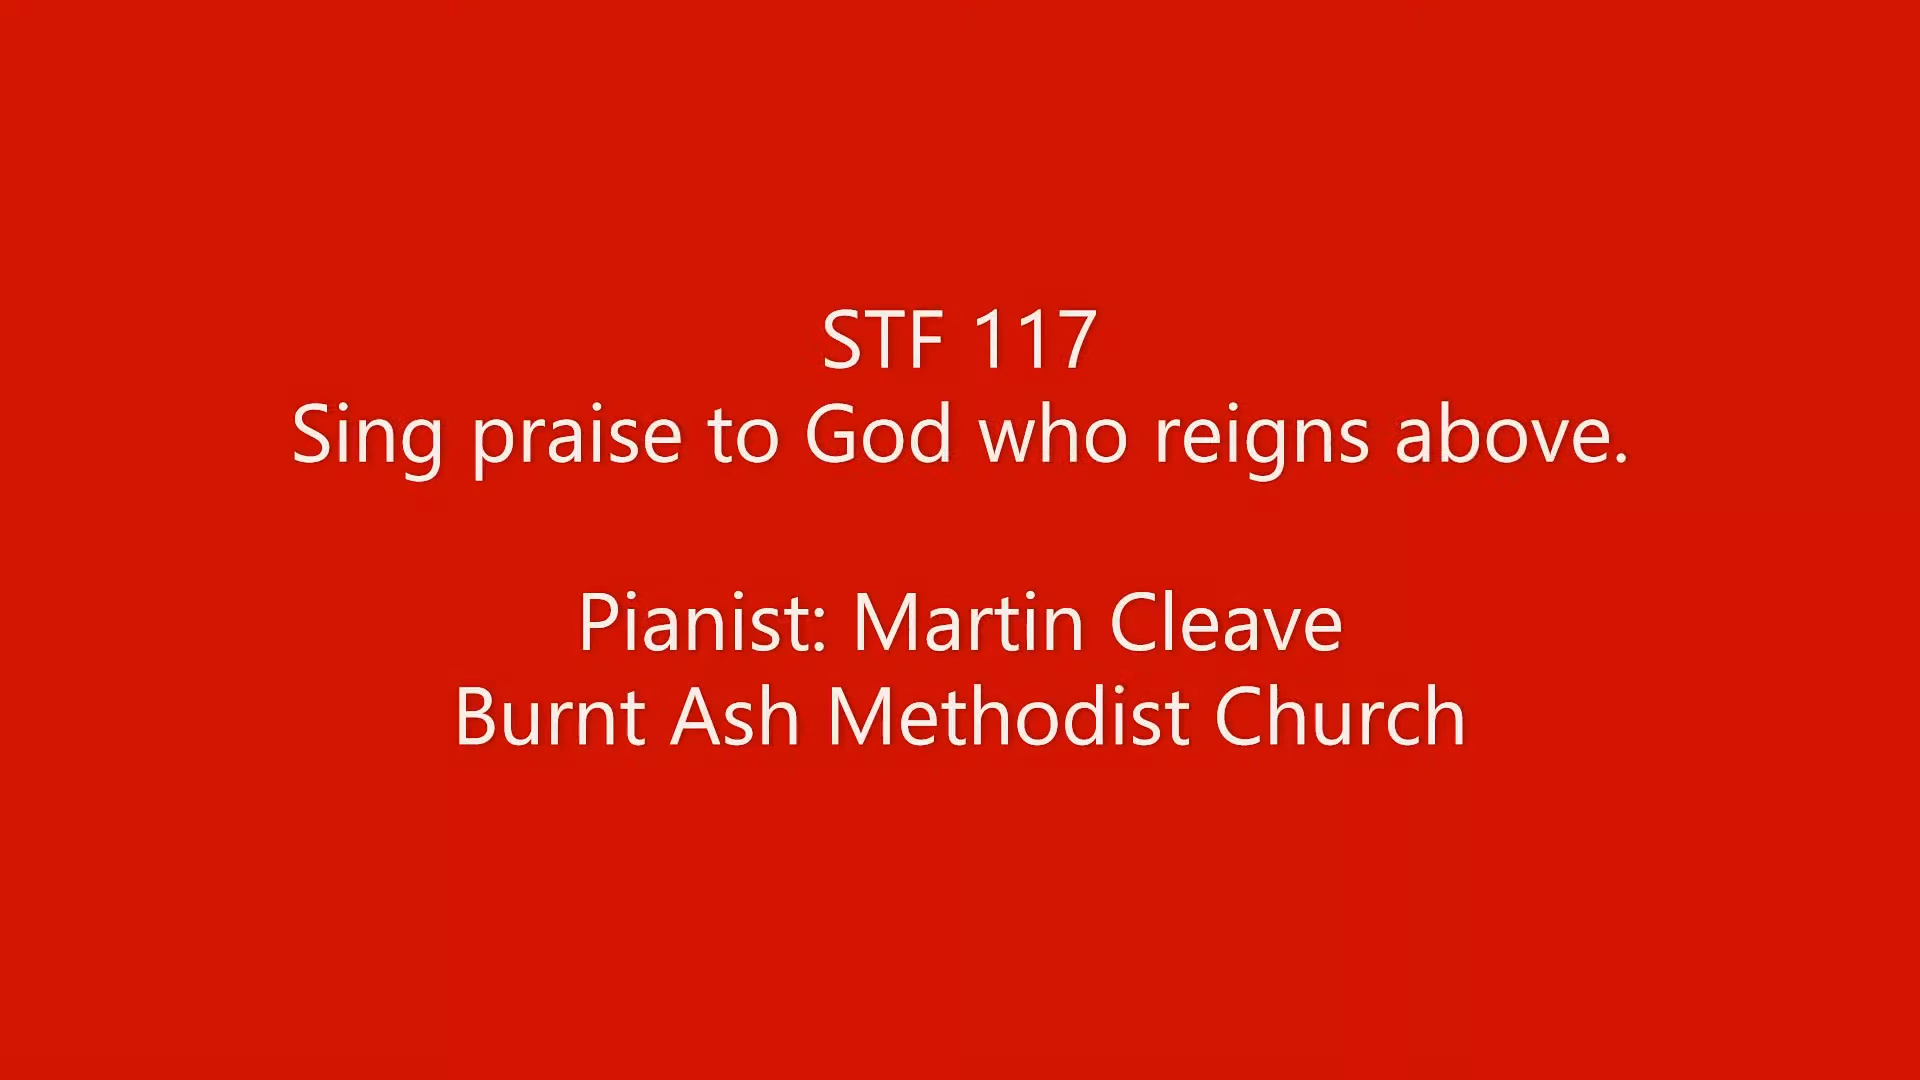 STF 117
Sing praise to God who reigns above.
Pianist: Martin Cleave
Burnt Ash Methodist Church